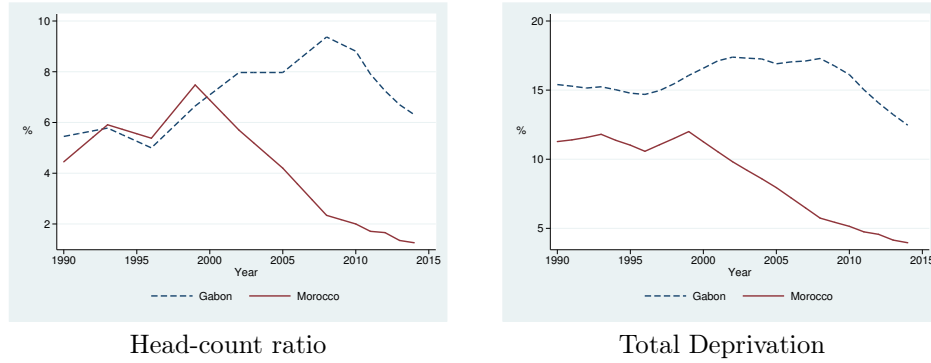 10
8
6
%
4
2
1990 1995 2000 2005 2010 2015
Year
Gabon Morocco
Head-count ratio
20
15
%
10
5
1990 1995 2000 2005 2010 2015
Year
Gabon Morocco
Total Deprivation